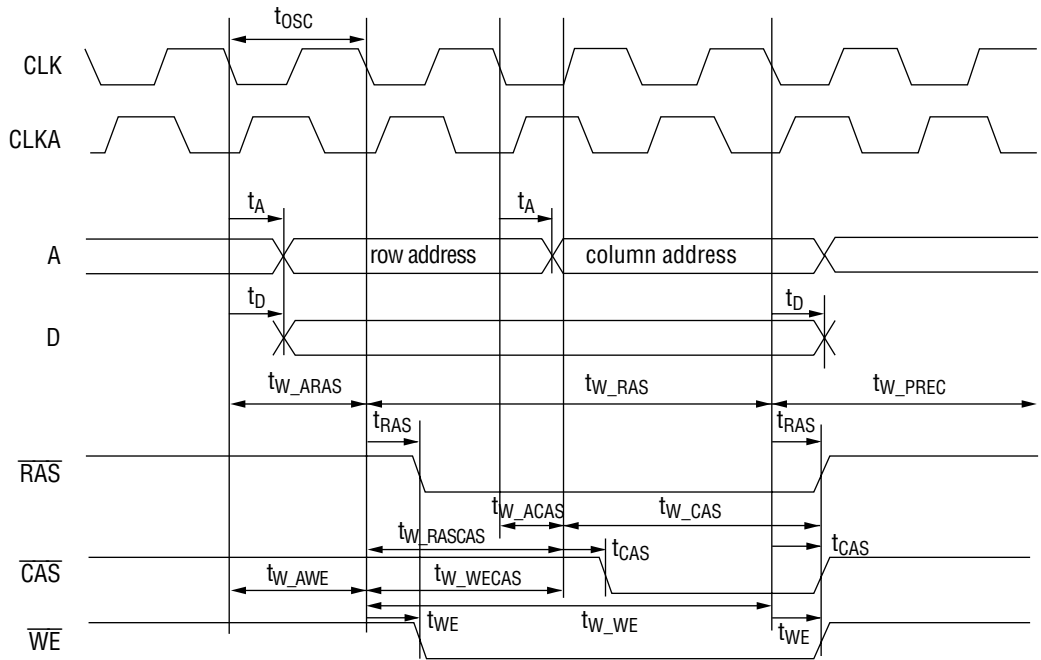 tOSC
CLK
CLKA
tA tA
A row address column address
tD tD
D
tW_ARAS tW_RAS tW_PREC
tRAS tRAS
RAS
tW_ACAS tW_CAS
tW_RASCAS tCAS tCAS
CAS
tW_AWE tW_WECAS
tWE tW_WE tWE
WE